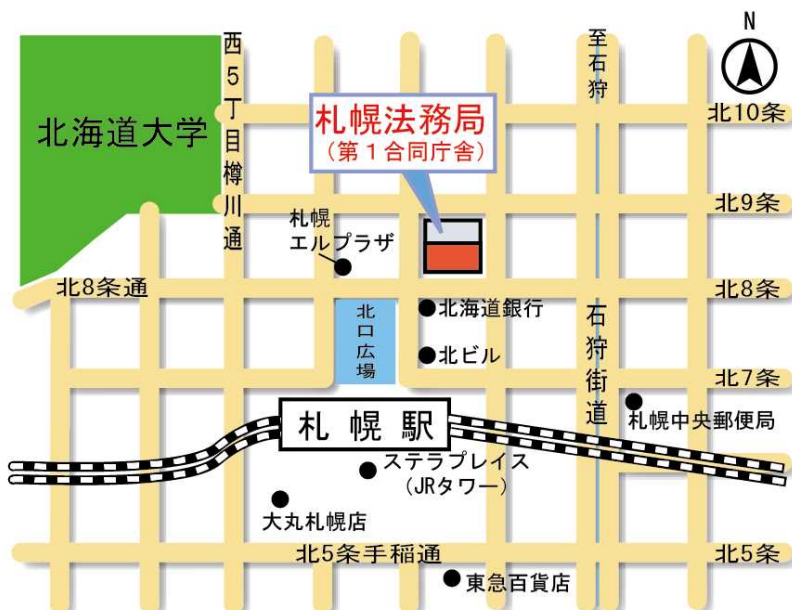 N
西5丁目樽川通
至石狩
北海道大学
札幌法務局
(第1合同庁舎)
北10条
札幌
エルプラザ
北9条
北8条通
北8条
北口広場
北海道銀行
石狩街道
北ビル
北7条
札幌駅
札幌中央郵便局
ステラプレイス
(JRタワー)
大丸札幌店
北5条手稲通
北5条
東急百貨店